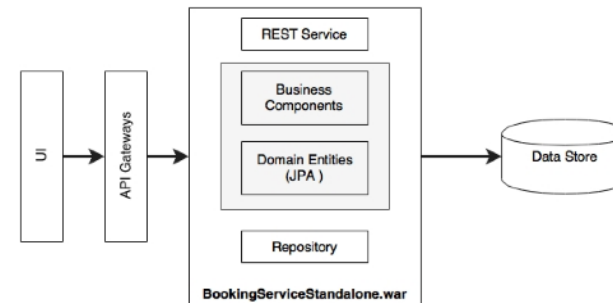 UI
API Gateways
REST Service
Business
Components
Domain Entities
(JPA )
Repository
BookingServiceStandalone.war
Data Store